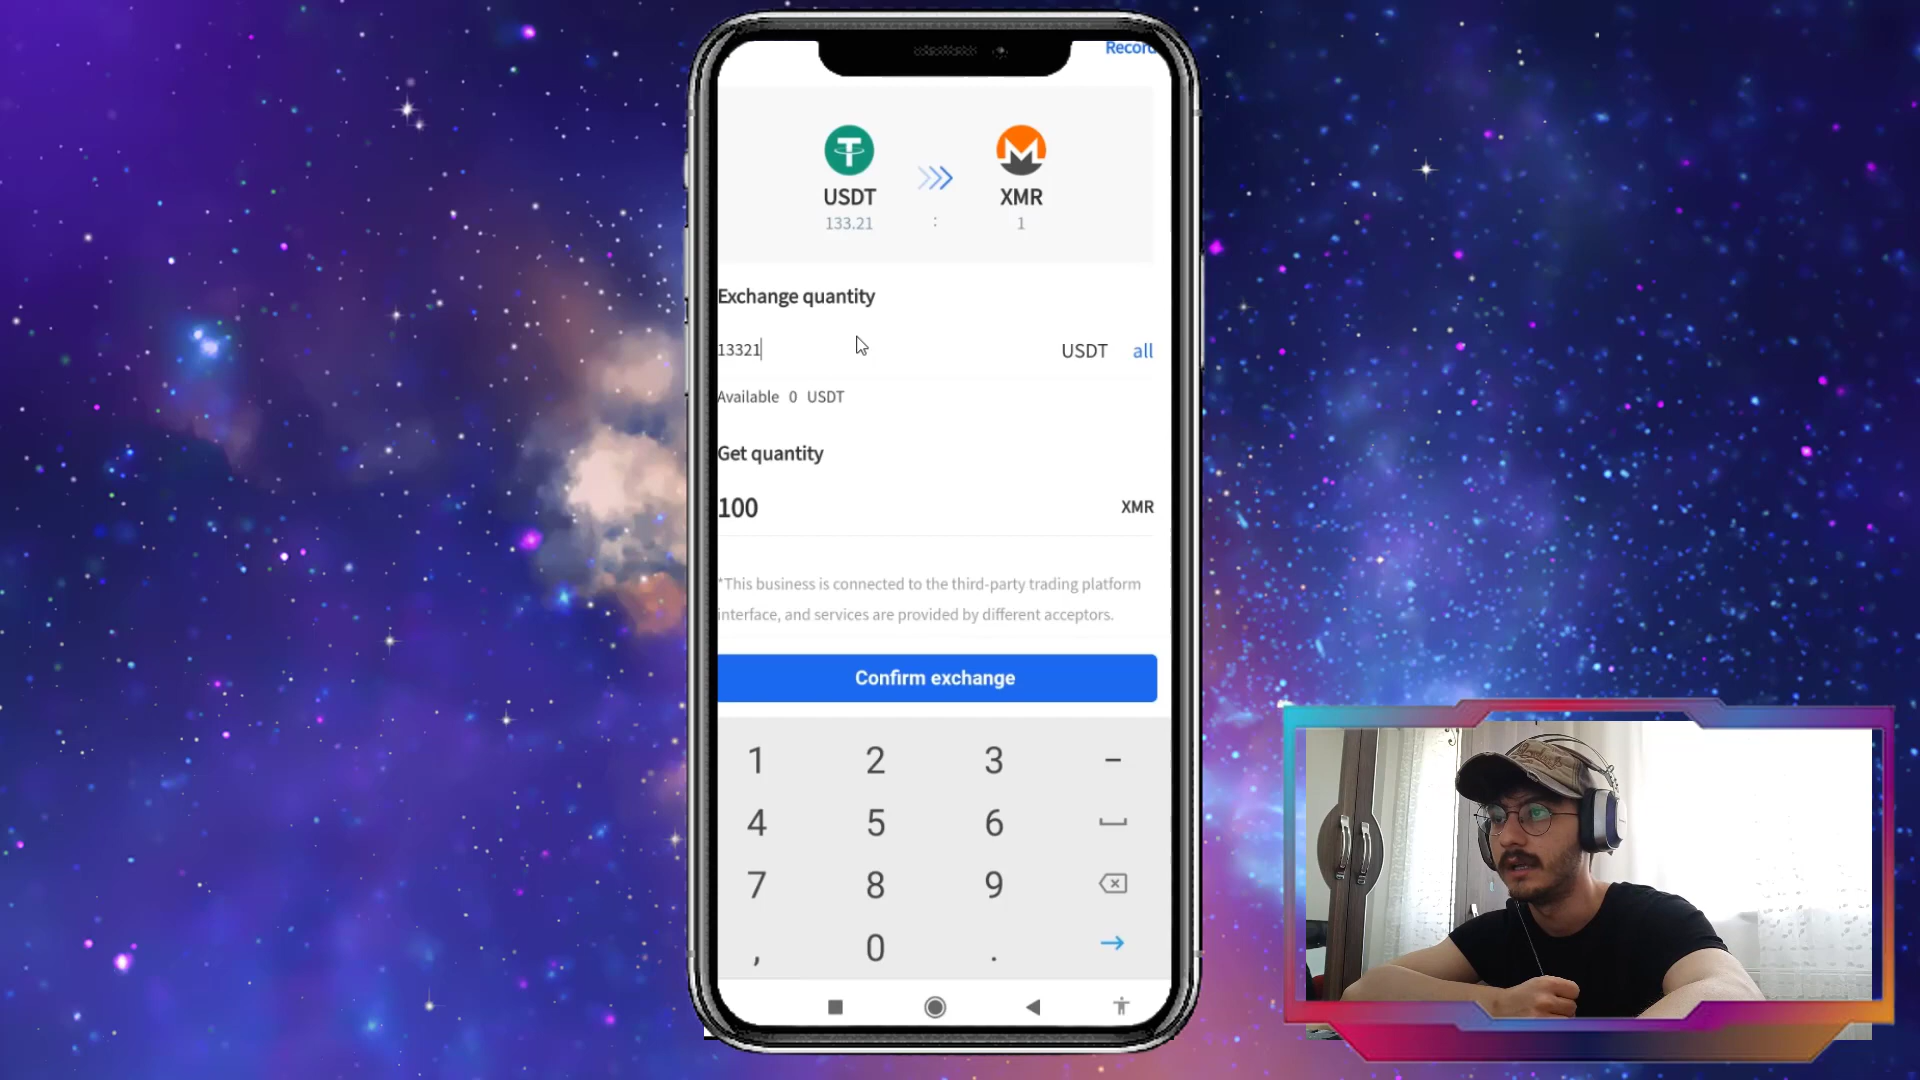 Record
USDT
XMR
133.21 : 1
Exchange quantity
13321 USDT all
Available 0 USDT
Get quantity
100 XMR
*This business is connected to the third-party trading platform
interface, and services are provided by different acceptors.
Confirm exchange
1 2 3 -
4 5 6
7 8 9
, 0 .